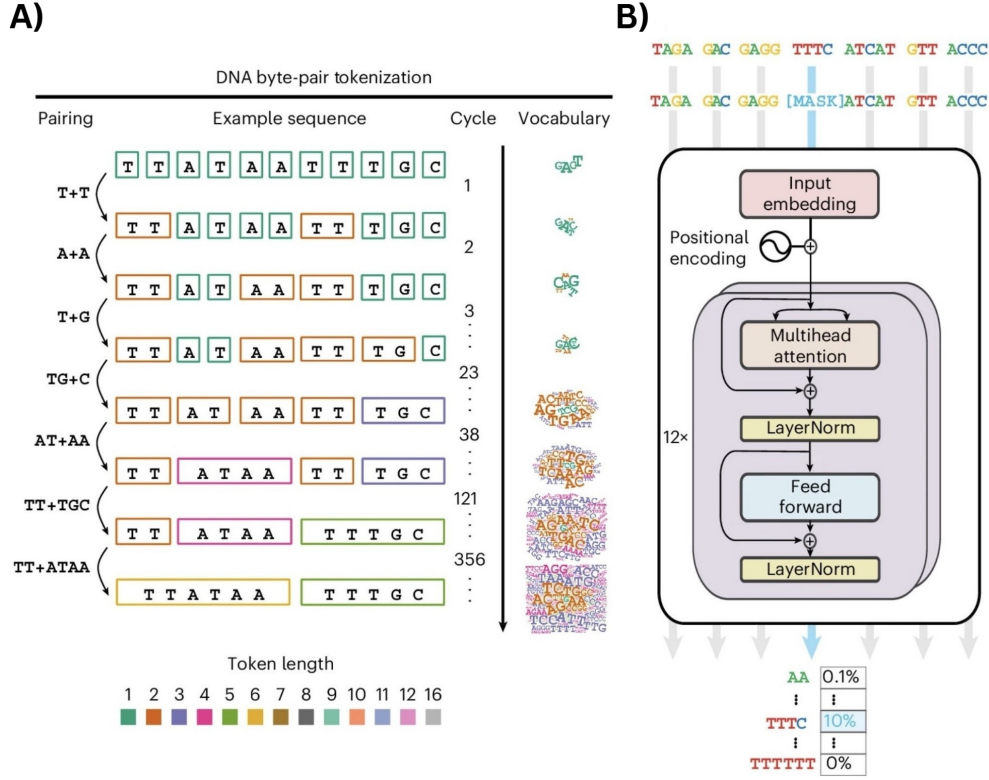 A)
DNA byte-pair tokenization
Pairing Example sequence Cycle Vocabulary
T T A T A A T T T G C
T+T 1
T T A T A A T T T G C
A+A 2
T T A T A A T T T G C
T+G 3
T T A T A A T T T G C
TG+C 23
T T A T A A T T T G C
AT+AA 38
T T A T A A T T T G C
TT+TGC 121
T T A T A A T T T G C
TT+ATAA 356
T T A T A A T T T G C
Token length
1 2 3 4 5 6 7 8 9 10 11 12 16
B)
TAGA GAC GAGG TTTC ATCAT GTT ACCC
TAGA GAC GAGG [MASK] ATCAT GTT ACCC
Input
embedding
Positional
encoding
Multihead
attention
LayerNorm
12×
Feed
forward
LayerNorm
AA 0.1%
TTTC 10%
TTTTTT 0%